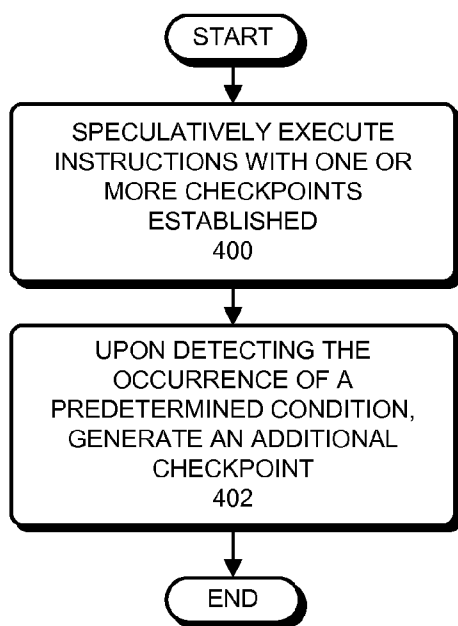 START
SPECULATIVELY EXECUTE
INSTRUCTIONS WITH ONE OR
MORE CHECKPOINTS
ESTABLISHED
400
UPON DETECTING THE
OCCURRENCE OF A
PREDETERMINED CONDITION,
GENERATE AN ADDITIONAL
CHECKPOINT
402
END